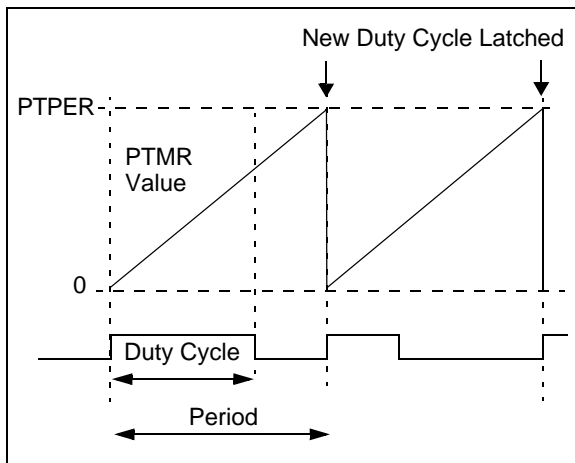 New Duty Cycle Latched
PTPER
PTMR
Value
0
Duty Cycle
Period